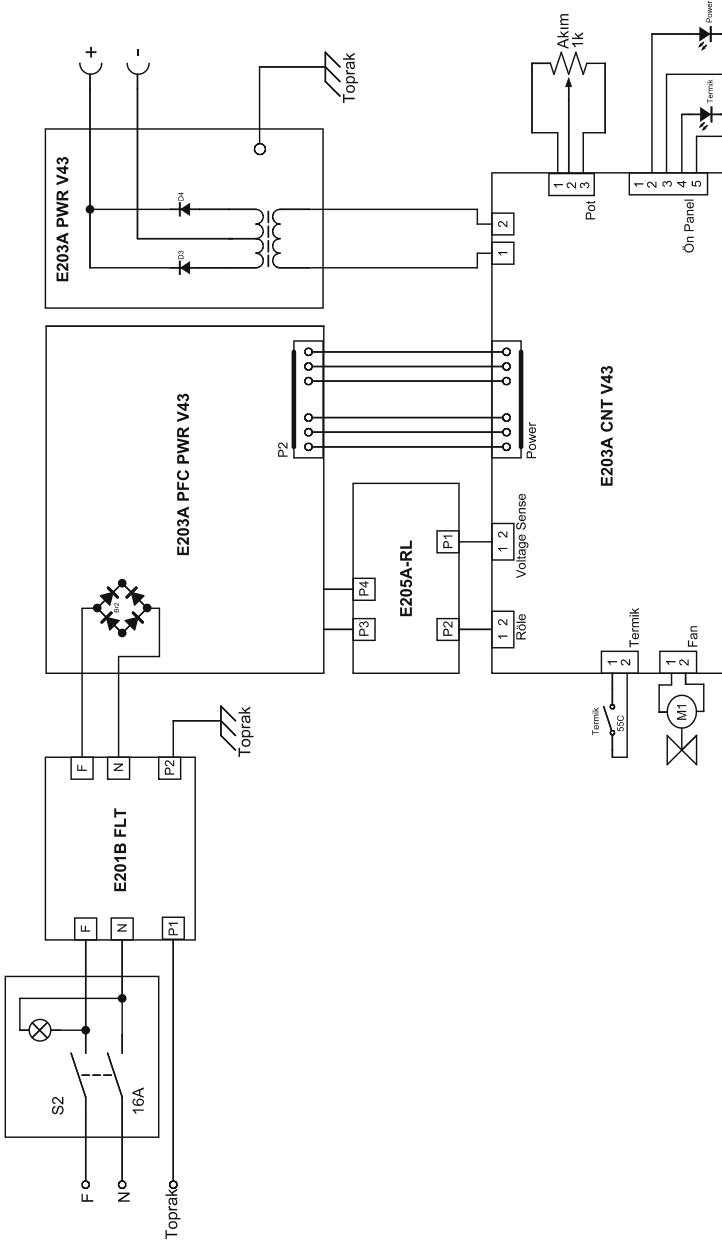 +
-
Toprak
E203A PWR V43
D4
D3
Akım
1k
Power
Termik
1
2
3
Pot
1
2
3
4
5
Ön Panel
2
1
E203A PFC PWR V43
P2
Br2
Power
E203A CNT V43
E205A-RL
P4
P3
P1
P2
1 2
Voltage Sense
1 2
Röle
Termik
1
2
Termik
55C
Fan
1
2
M1
F
N
P2
Toprak
E201B FLT
F
N
P1
S2
16A
F
N
Toprak